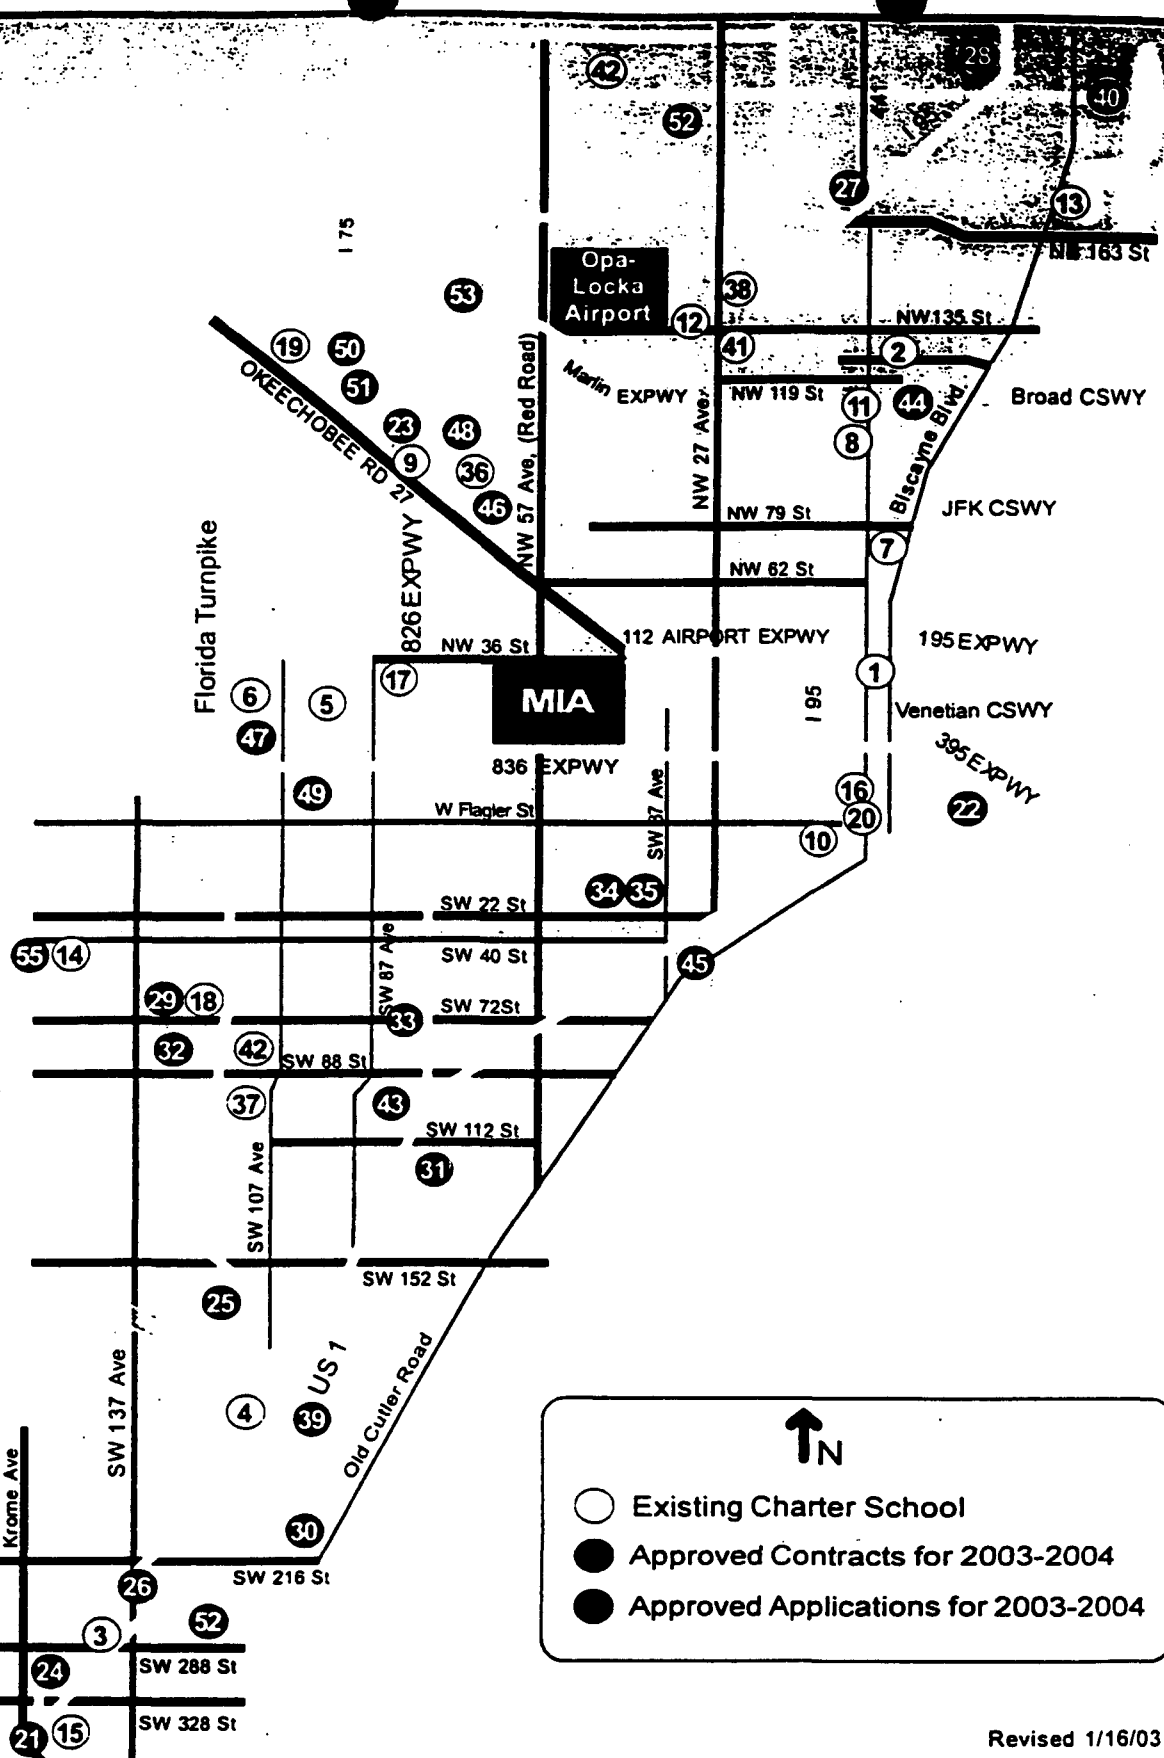 28
42
40
441
I 95
52
27
13
I 75
NE 163 St
Opa-
Locka
Airport
53
38
12
NW 135 St
41
2
19
50
Marlin
EXPWY
NW 119 St
Broad CSWY
51
OKEECHOBEE RD 27
11
44
Biscayne Blvd.
23
48
8
9
36
NW 57 Ave, (Red Road)
NW 27 Ave
46
JFK CSWY
NW 79 St
7
Florida Turnpike
826 EXPWY
NW 62 St
112 AIRPORT EXPWY
195 EXPWY
NW 36 St
17
1
6
5
MIA
I 95
Venetian CSWY
47
395 EXPWY
836 EXPWY
49
16
22
W Flagler St
20
SW 37 Ave
10
34
35
SW 22 St
55
14
SW 87 Ave
SW 40 St
45
29
18
SW 72St
33
32
42
SW 88 St
37
43
SW 112 St
31
SW 107 Ave
SW 152 St
25
US 1
SW 137 Ave
4
39
Old Cutler Road
Krome Ave
30
SW 216 St
26
52
3
SW 288 St
24
SW 328 St
21
15
N
Existing Charter School
Approved Contracts for 2003-2004
Approved Applications for 2003-2004
Revised 1/16/03